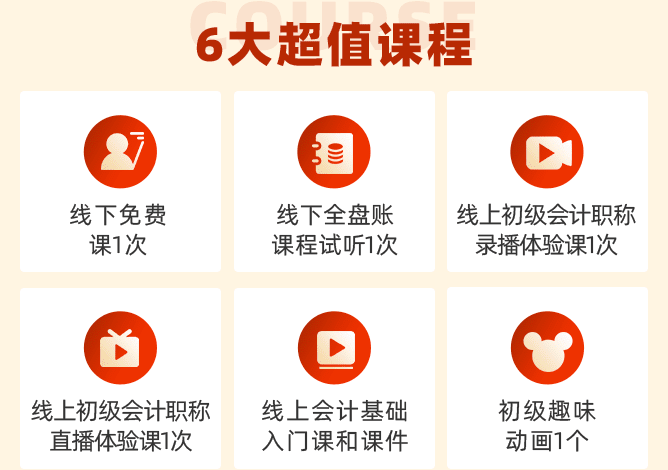 COURSE
6大超值课程
线下免费
课1次
线下全盘账
课程试听1次
线上初级会计职称
录播体验课1次
线上初级会计职称
直播体验课1次
线上会计基础
入门课和课件
初级趣味
动画1个